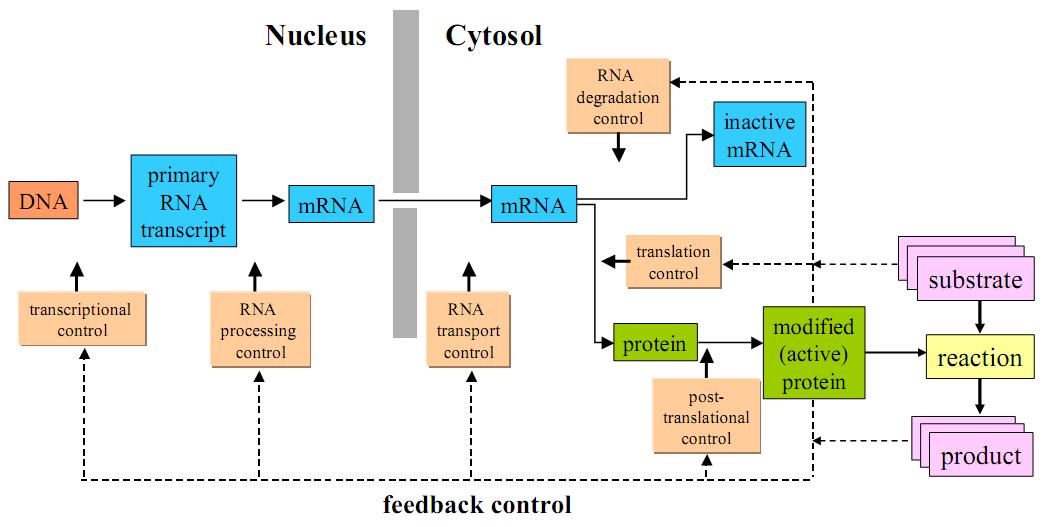 Nucleus
Cytosol
RNA
degradation
control
inactive
mRNA
DNA
primary
RNA
transcript
mRNA
mRNA
translation
control
substrate
transcriptional
control
RNA
processing
control
RNA
transport
control
protein
modified
(active)
protein
reaction
post-
translational
control
product
feedback control